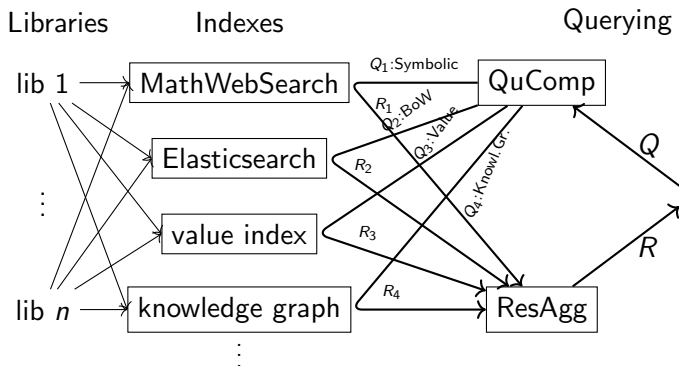 Libraries Indexes Querying
Q₁:Symbolic
lib 1 MathWebSearch QuComp
R₁
Q₂:BoW
Q₃:Value
Elasticsearch R₂ Q
Q₄:Knowl.Gr.
⋮
value index R₃ R
lib n knowledge graph R₄ ResAgg
⋮